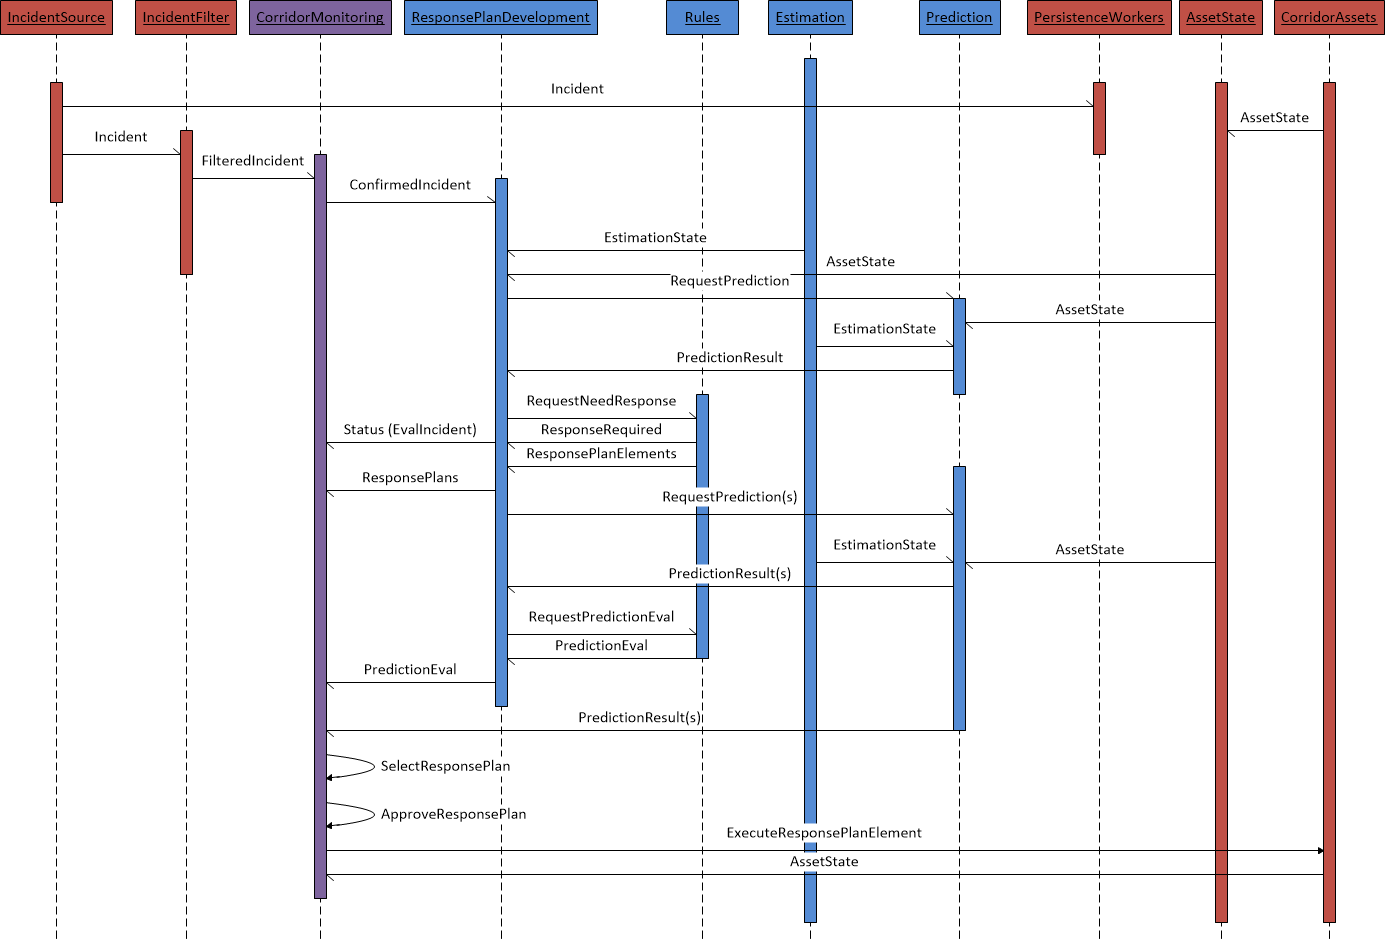 IncidentSource
IncidentFilter
CorridorMonitoring
ResponsePlanDevelopment
Rules
Estimation
Prediction
PersistenceWorkers
AssetState
CorridorAssets
Incident
AssetState
Incident
FilteredIncident
ConfirmedIncident
EstimationState
AssetState
RequestPrediction
AssetState
EstimationState
PredictionResult
RequestNeedResponse
Status (EvalIncident)
ResponseRequired
ResponsePlanElements
ResponsePlans
RequestPrediction(s)
EstimationState
AssetState
PredictionResult(s)
RequestPredictionEval
PredictionEval
PredictionEval
PredictionResult(s)
SelectResponsePlan
ApproveResponsePlan
ExecuteResponsePlanElement
AssetState